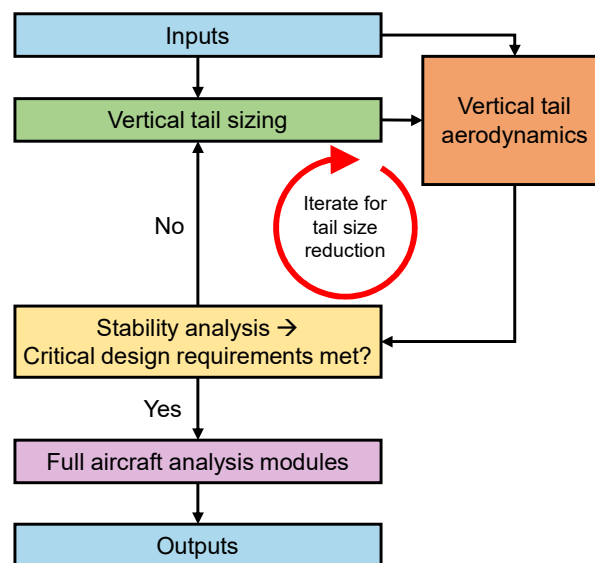 Inputs
Vertical tail sizing
Vertical tail
aerodynamics
Iterate for
tail size
reduction
No
Stability analysis →
Critical design requirements met?
Yes
Full aircraft analysis modules
Outputs